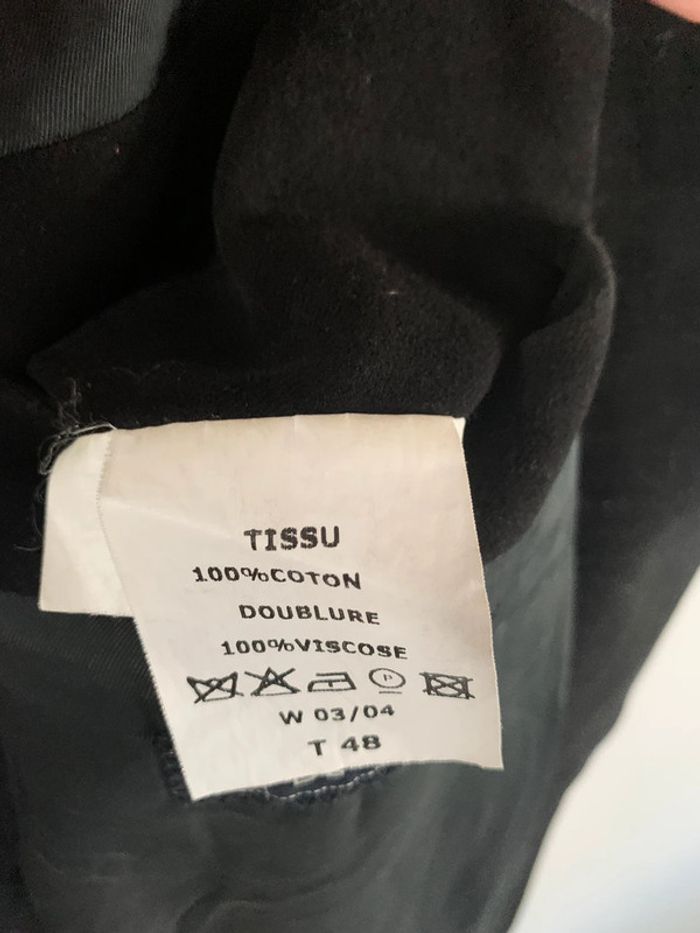 TISSU
100%COTON
DOUBLURE
100%VISCOSE
P
W 03/04
T 48